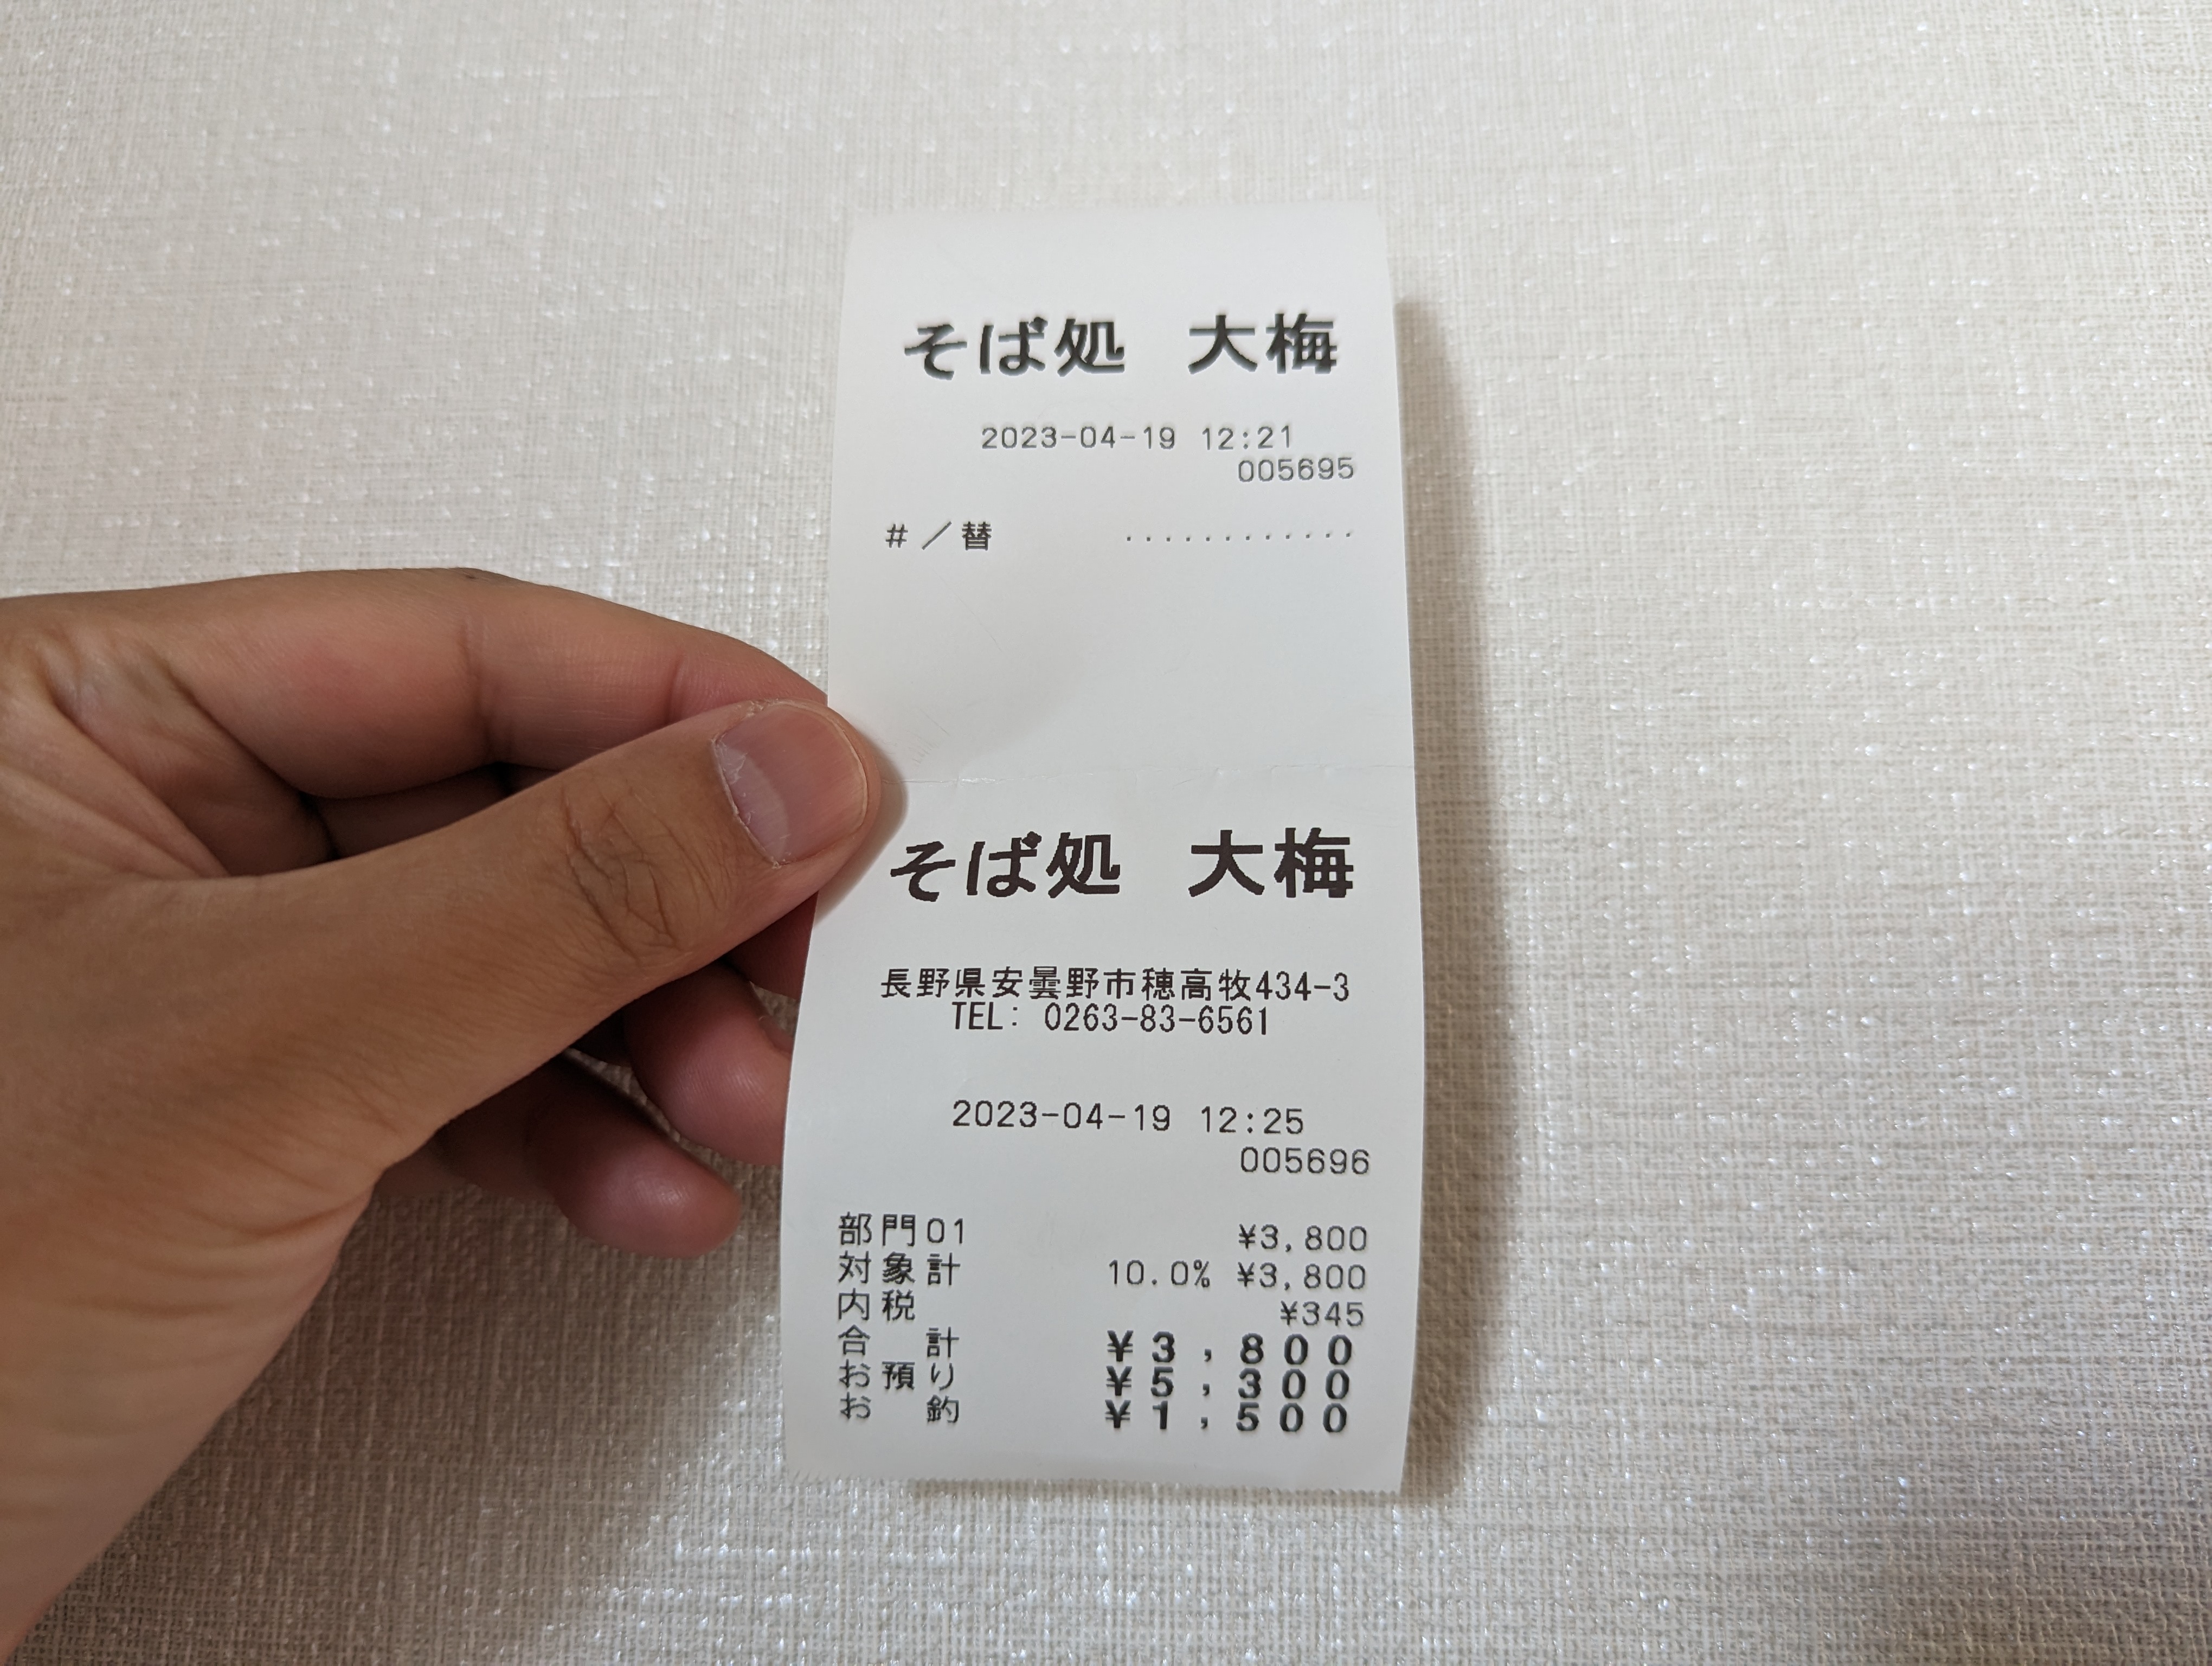 そば処 大梅
2023-04-19 12:21
005695
#／替 ............
そば処 大梅
長野県安曇野市穂高牧434-3
TEL: 0263-83-6561
2023-04-19 12:25
005696
部門01 ¥3,800
対象計 10.0% ¥3,800
内税 ¥345
合計 ¥3,800
お預り ¥5,300
お釣 ¥1,500